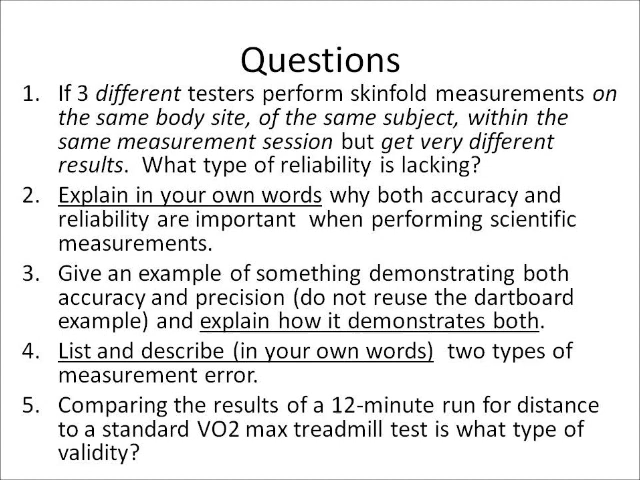 Questions
1. If 3 different testers perform skinfold measurements on
the same body site, of the same subject, within the
same measurement session but get very different
results. What type of reliability is lacking?
2. Explain in your own words why both accuracy and
reliability are important when performing scientific
measurements.
3. Give an example of something demonstrating both
accuracy and precision (do not reuse the dartboard
example) and explain how it demonstrates both.
4. List and describe (in your own words) two types of
measurement error.
5. Comparing the results of a 12-minute run for distance
to a standard VO2 max treadmill test is what type of
validity?